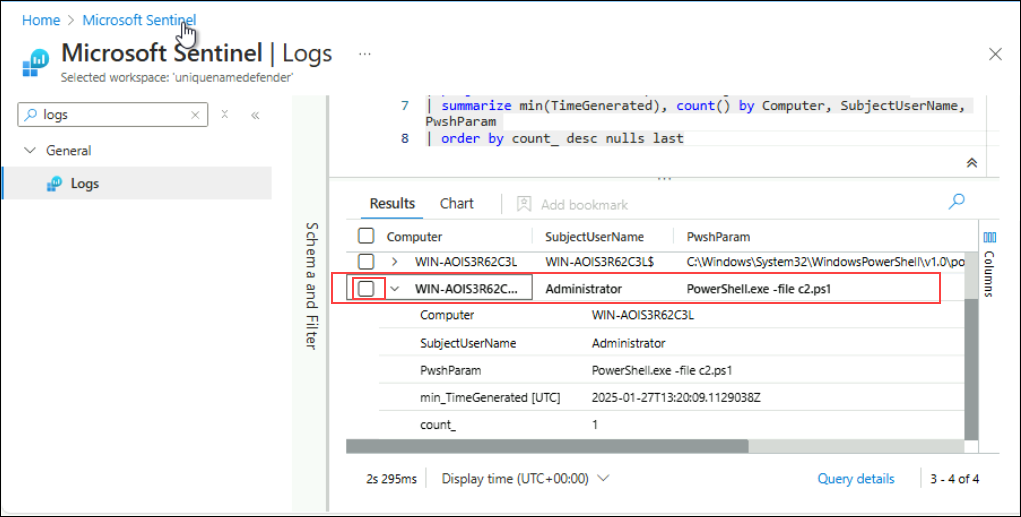 Home > Microsoft Sentinel
Microsoft Sentinel | Logs ...
Selected workspace: 'uniquenamedefender'
logs
General
Logs
Schema and Filter
7 | summarize min(TimeGenerated), count() by Computer, SubjectUserName,
PwshParam
8 | order by count_ desc nulls last
Results Chart Add bookmark
Computer SubjectUserName PwshParam
WIN-AOIS3R62C3L WIN-AOIS3R62C3L$ C:\Windows\System32\WindowsPowerShell\v1.0\po
WIN-AOIS3R62C... Administrator PowerShell.exe -file c2.ps1
Computer WIN-AOIS3R62C3L
SubjectUserName Administrator
PwshParam PowerShell.exe -file c2.ps1
min_TimeGenerated [UTC] 2025-01-27T13:20:09.1129038Z
count_ 1
Columns
2s 295ms Display time (UTC+00:00) Query details 3 - 4 of 4